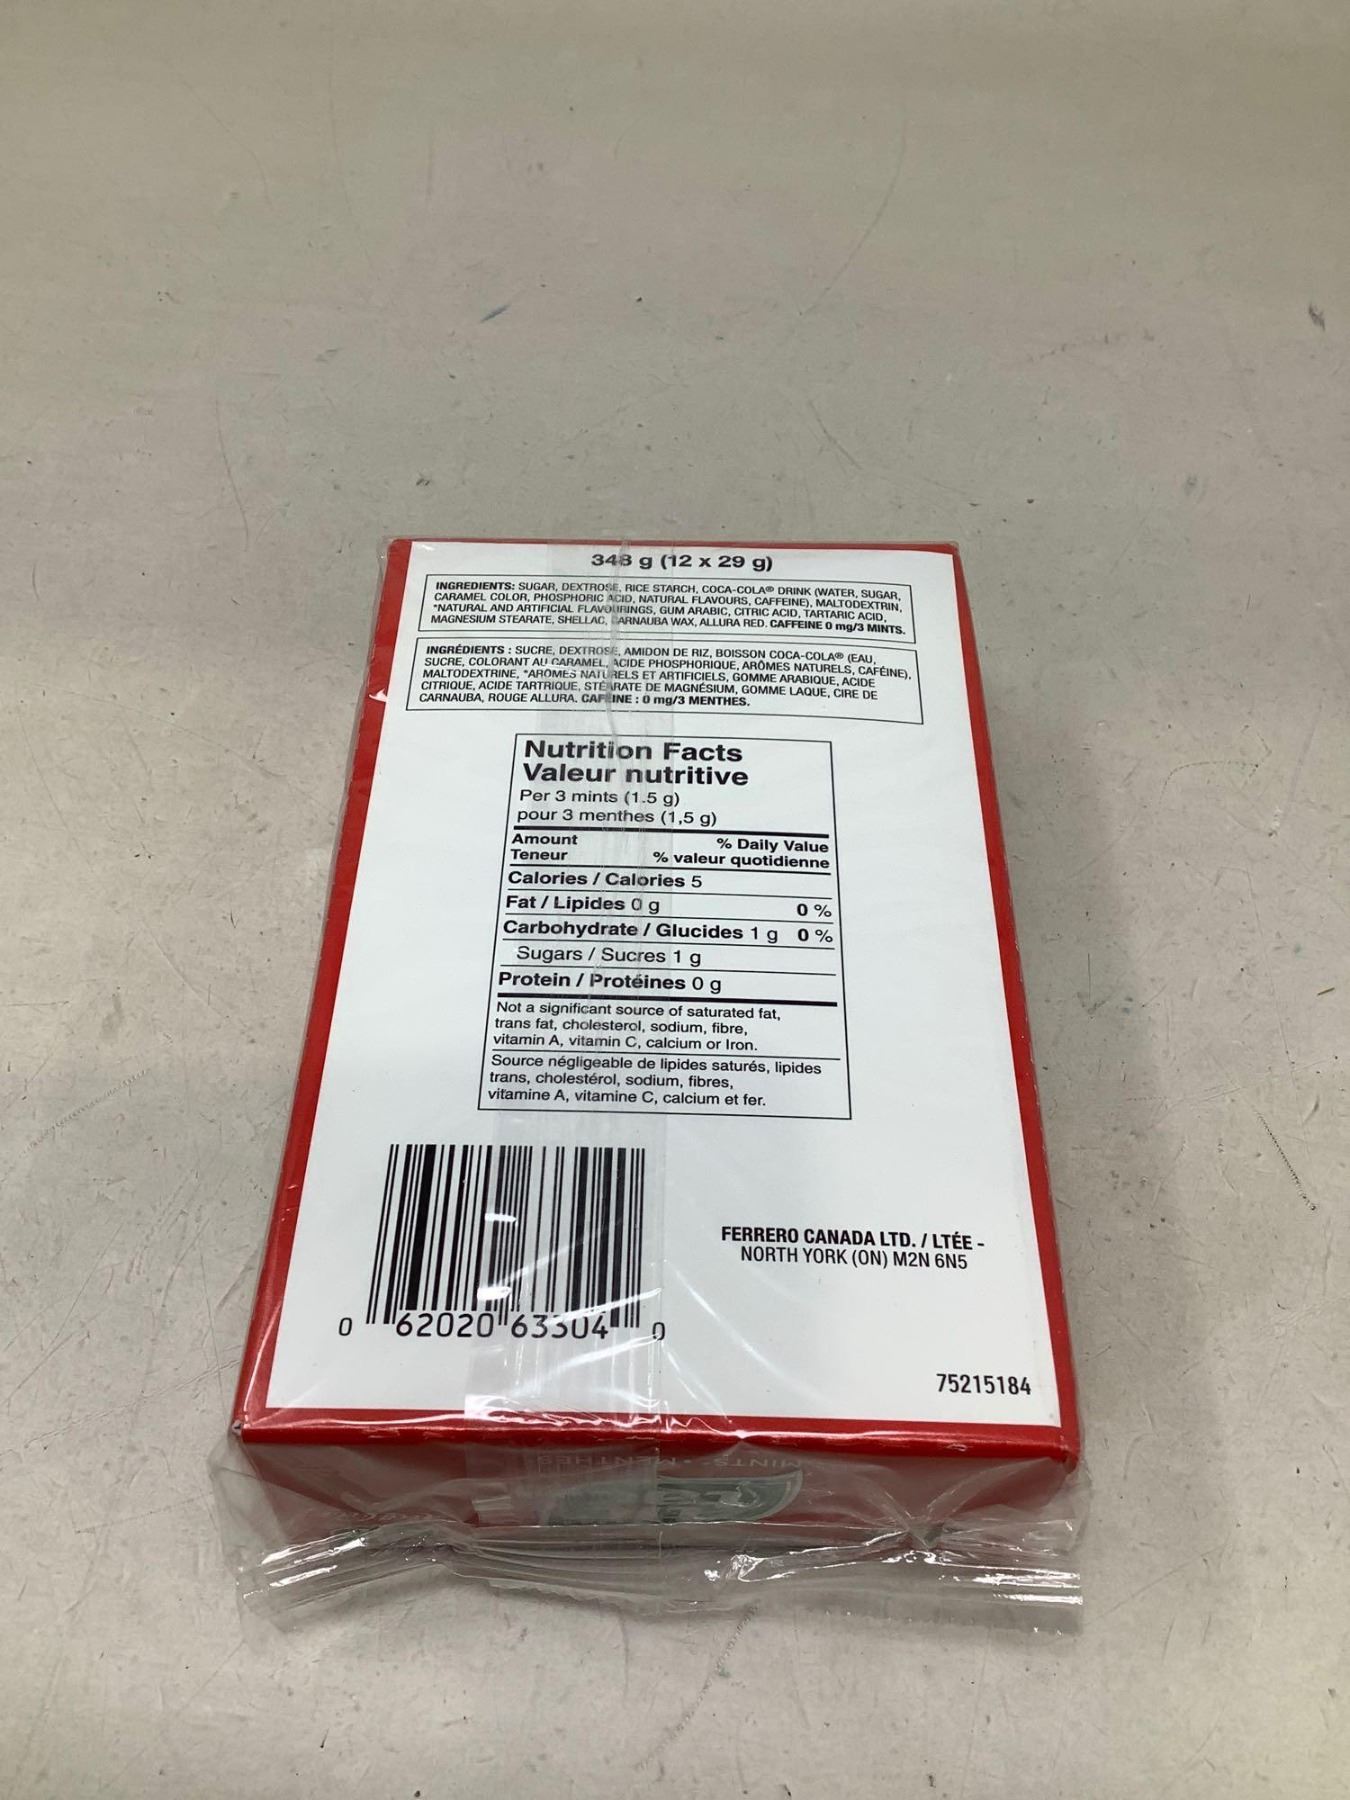 348 g (12 x 29 g)
INGREDIENTS: SUGAR, DEXTROSE, RICE STARCH, COCA-COLA® DRINK (WATER, SUGAR,
CARAMEL COLOR, PHOSPHORIC ACID, NATURAL FLAVOURS, CAFFEINE), MALTODEXTRIN,
*NATURAL AND ARTIFICIAL FLAVOURINGS, GUM ARABIC, CITRIC ACID, TARTARIC ACID,
MAGNESIUM STEARATE, SHELLAC, CARNAUBA WAX, ALLURA RED. CAFFEINE 0 mg/3 MINTS.
INGRÉDIENTS : SUCRE, DEXTROSE, AMIDON DE RIZ, BOISSON COCA-COLA® (EAU,
SUCRE, COLORANT AU CARAMEL, ACIDE PHOSPHORIQUE, ARÔMES NATURELS, CAFÉINE),
MALTODEXTRINE, *ARÔMES NATURELS ET ARTIFICIELS, GOMME ARABIQUE, ACIDE
CITRIQUE, ACIDE TARTRIQUE, STÉARATE DE MAGNÉSIUM, GOMME LAQUE, CIRE DE
CARNAUBA, ROUGE ALLURA. CAFÉINE : 0 mg/3 MENTHES.
Nutrition Facts
Valeur nutritive
Per 3 mints (1.5 g)
pour 3 menthes (1,5 g)
Amount % Daily Value
Teneur % valeur quotidienne
Calories / Calories 5
Fat / Lipides 0 g 0 %
Carbohydrate / Glucides 1 g 0 %
Sugars / Sucres 1 g
Protein / Protéines 0 g
Not a significant source of saturated fat,
trans fat, cholesterol, sodium, fibre,
vitamin A, vitamin C, calcium or Iron.
Source négligeable de lipides saturés, lipides
trans, cholestérol, sodium, fibres,
vitamine A, vitamine C, calcium et fer.
FERRERO CANADA LTD. / LTÉE -
NORTH YORK (ON) M2N 6N5
0 62020 63304 0
75215184
MINTS • MENTHES